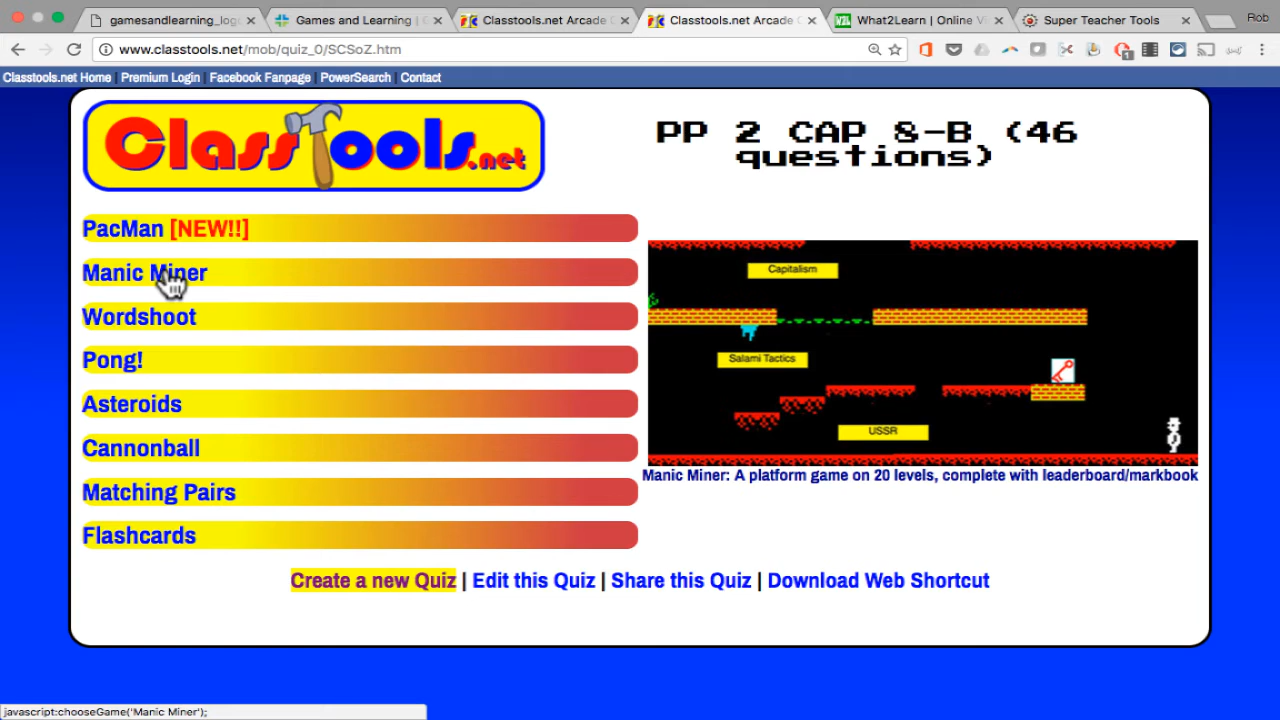 gamesandlearning_log
Games and Learning | G
Classtools.net Arcade G
Classtools.net Arcade G
What2Learn | Online Vi
Super Teacher Tools
Rob
www.classtools.net/mob/quiz_0/SCSoZ.htm
1
Classtools.net Home | Premium Login | Facebook Fanpage | PowerSearch | Contact
ClassTools.net
PP 2 CAP 8-B (46
questions)
PacMan [NEW!!]
Manic Miner
Wordshoot
Pong!
Asteroids
Cannonball
Matching Pairs
Flashcards
Capitalism
Salami Tactics
USSR
Manic Miner: A platform game on 20 levels, complete with leaderboard/markbook
Create a new Quiz | Edit this Quiz | Share this Quiz | Download Web Shortcut
javascript:chooseGame('Manic Miner');